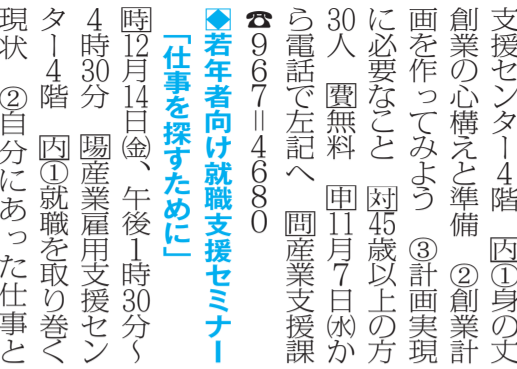 支援センター4階　内①身の丈
創業の心構えと準備　②創業計
画を作ってみよう　③計画実現
に必要なこと　対45歳以上の方
30人　費無料　申11月7日㈬か
ら電話で左記へ　問産業支援課
☎967＝4680
◆若年者向け就職支援セミナー
「仕事を探すために」
時12月14日㈮、午後1時30分～
4時30分　場産業雇用支援セン
ター4階　内①就職を取り巻く
現状　②自分にあった仕事と